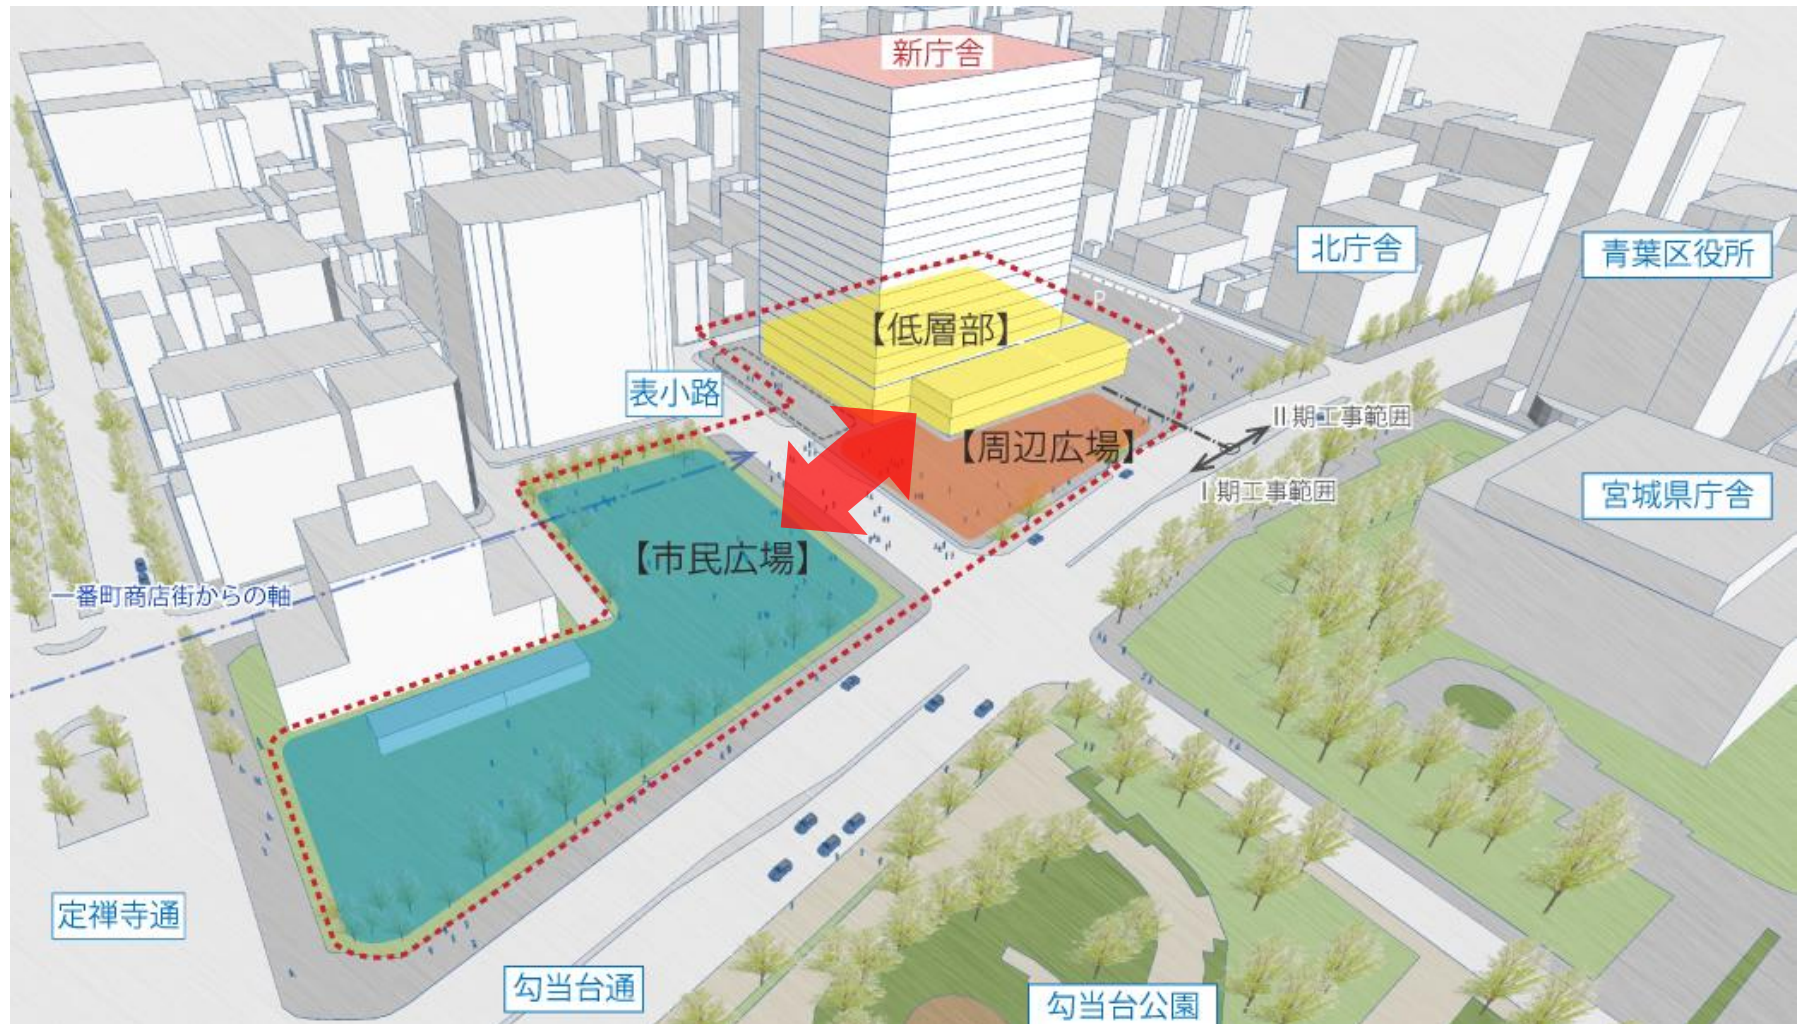 新庁舎
北庁舎
青葉区役所
P
【低層部】
表小路
Ⅱ期工事範囲
【周辺広場】
Ⅰ期工事範囲
宮城県庁舎
【市民広場】
一番町商店街からの軸
定禅寺通
勾当台通
勾当台公園